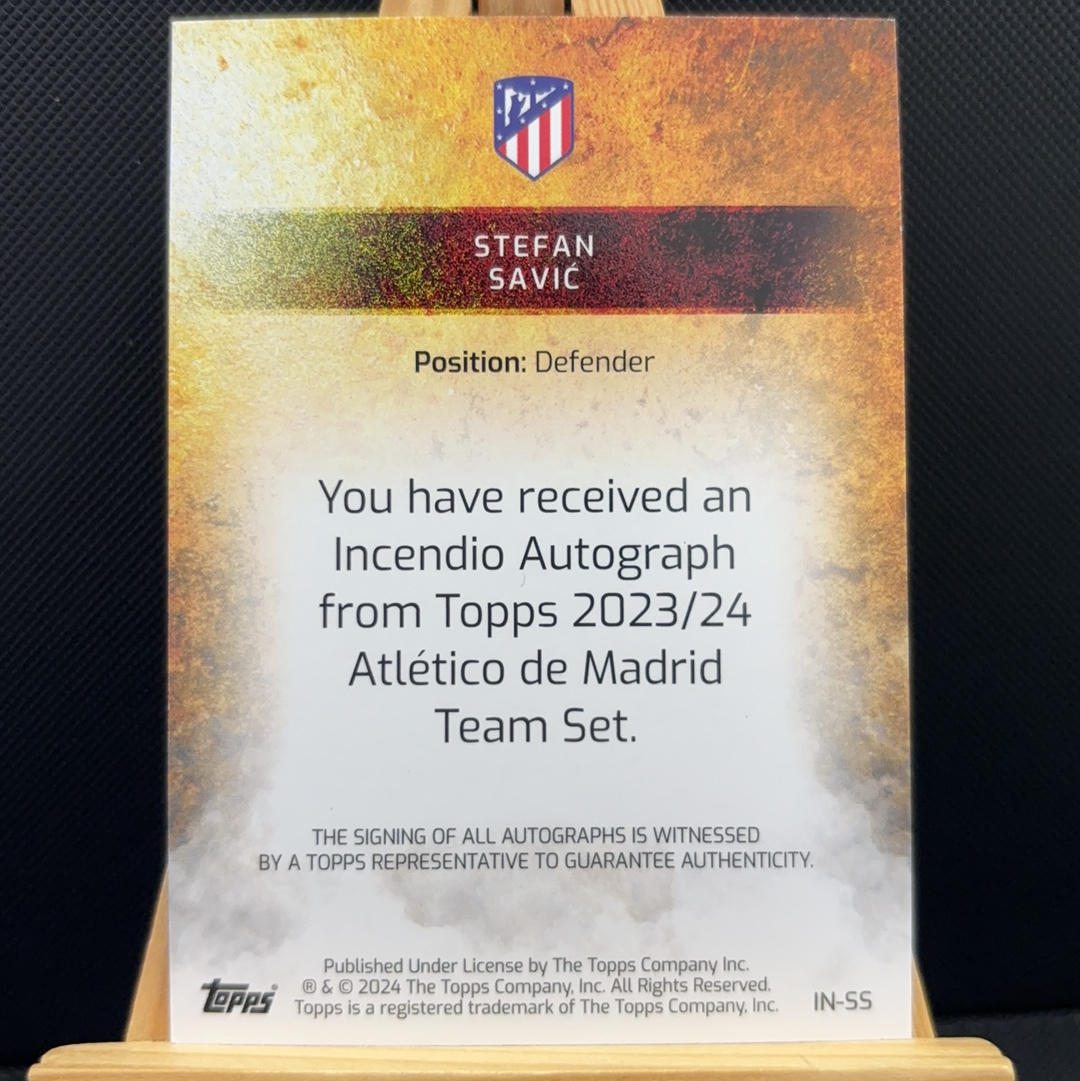 STEFAN
SAVIĆ
Position: Defender
You have received an
Incendio Autograph
from Topps 2023/24
Atlético de Madrid
Team Set.
THE SIGNING OF ALL AUTOGRAPHS IS WITNESSED
BY A TOPPS REPRESENTATIVE TO GUARANTEE AUTHENTICITY.
Published Under License by The Topps Company Inc.
® & © 2024 The Topps Company, Inc. All Rights Reserved.
Topps is a registered trademark of The Topps Company, Inc.
topps®
IN-SS